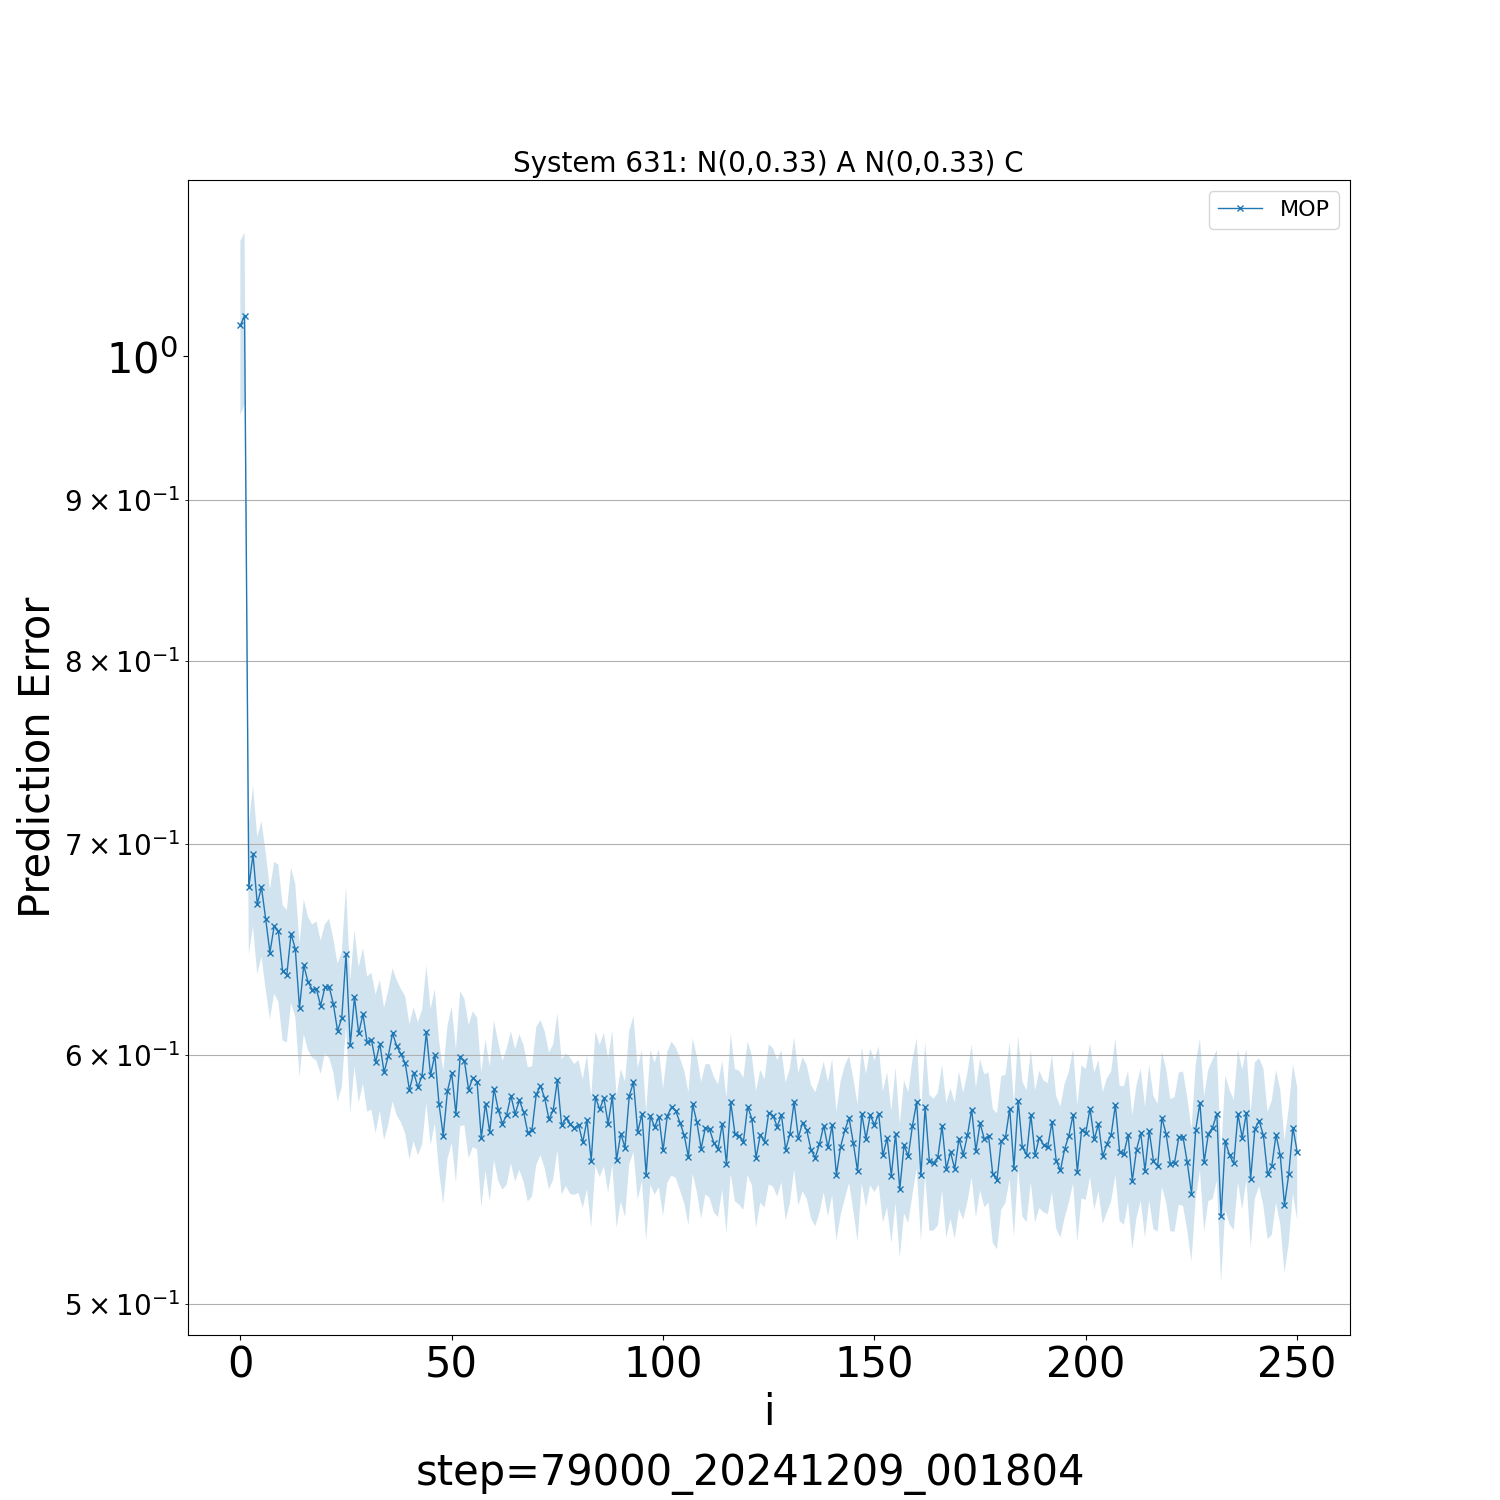 System 631: N(0,0.33) A N(0,0.33) C
MOP
10⁰
9 × 10⁻¹
8 × 10⁻¹
7 × 10⁻¹
6 × 10⁻¹
5 × 10⁻¹
Prediction Error
0 50 100 150 200 250
i
step=79000_20241209_001804